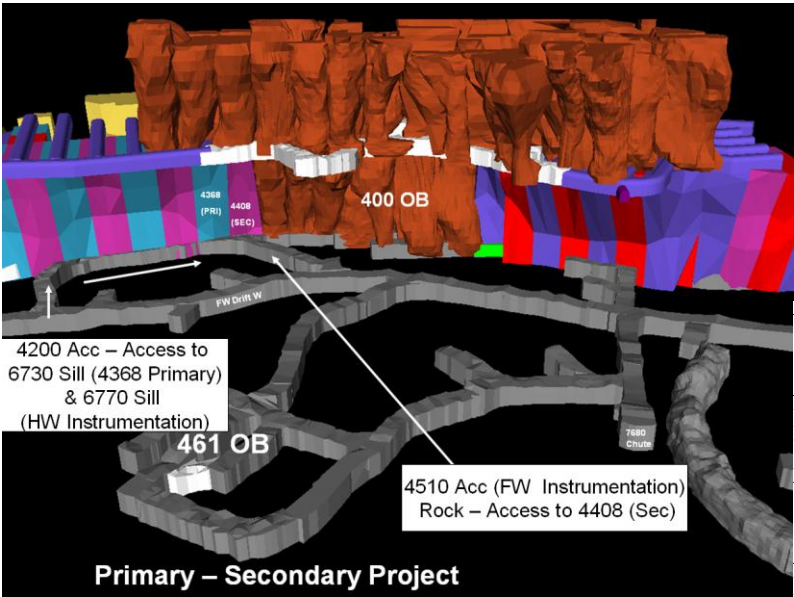 4368
(PRI)
4408
(SEC)
400 OB
FW Drift W
4200 Acc – Access to
6730 Sill (4368 Primary)
& 6770 Sill
(HW Instrumentation)
461 OB
7680
Chute
4510 Acc (FW Instrumentation)
Rock – Access to 4408 (Sec)
Primary – Secondary Project